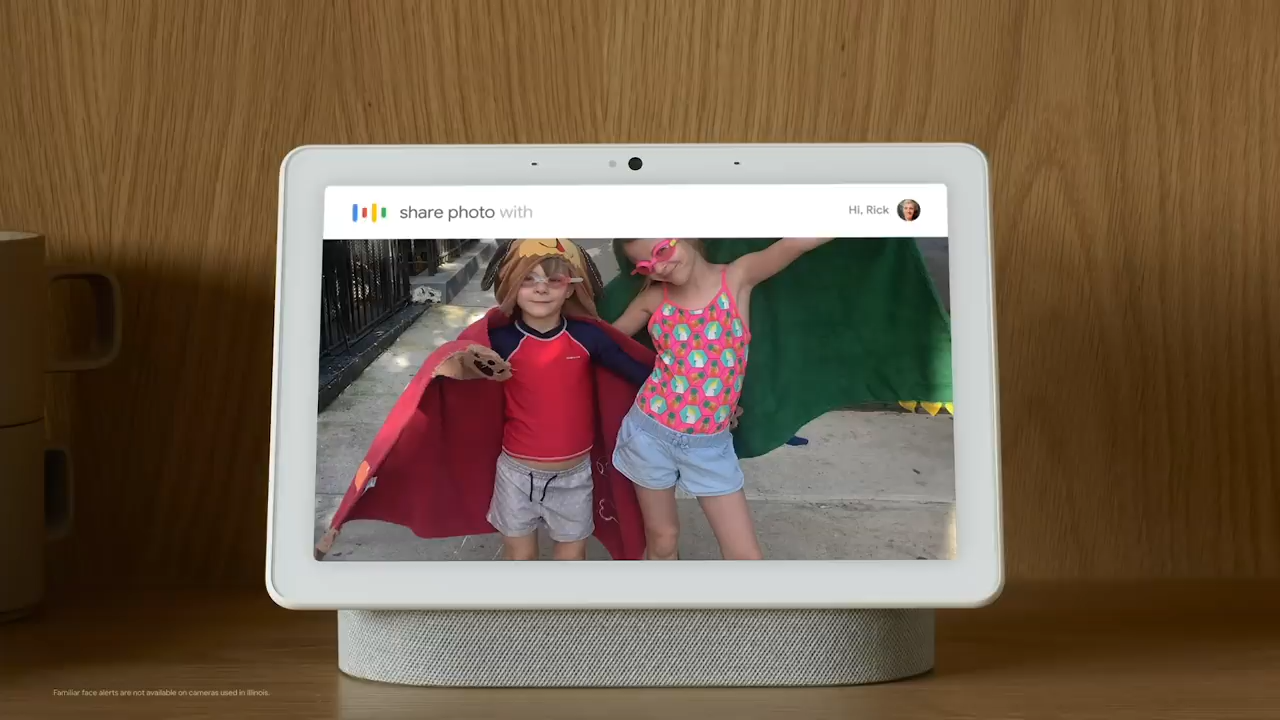 share photo with
Hi, Rick
Familiar face alerts are not available on cameras used in Illinois.